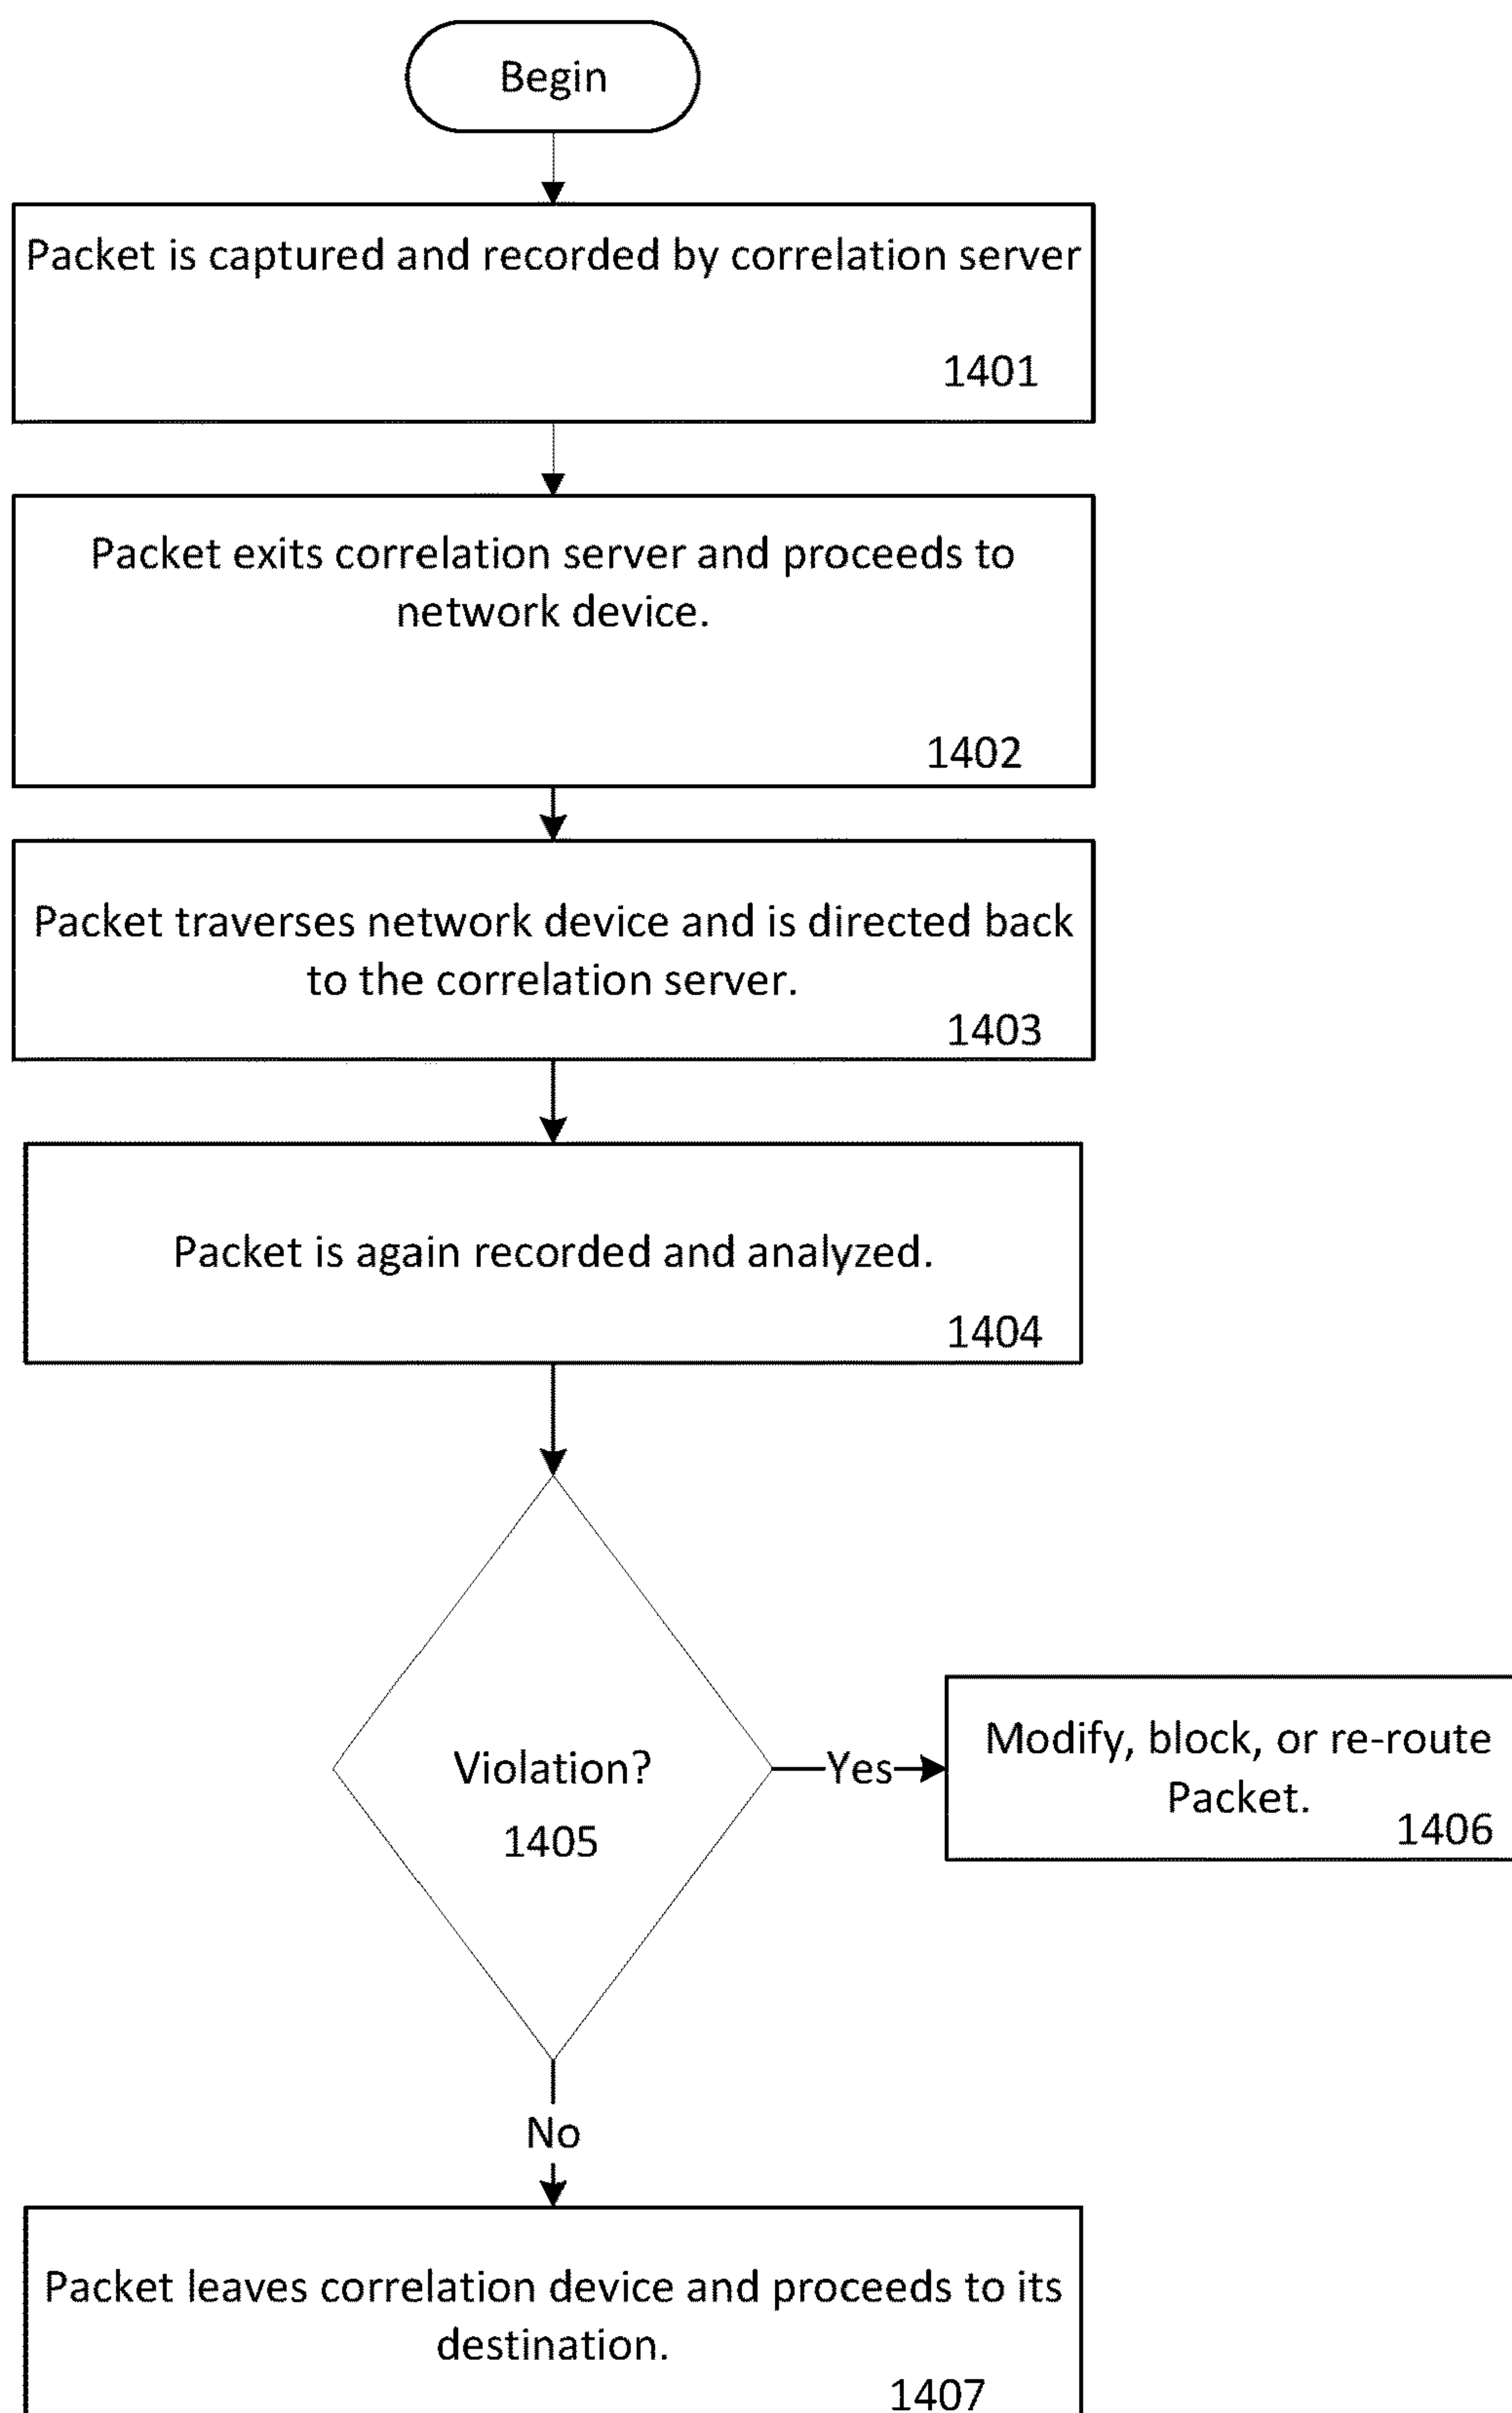 Begin
Packet is captured and recorded by correlation server
1401
Packet exits correlation server and proceeds to
network device.
1402
Packet traverses network device and is directed back
to the correlation server.
1403
Packet is again recorded and analyzed.
1404
Violation?
1405
Yes
Modify, block, or re-route
Packet.
1406
No
Packet leaves correlation device and proceeds to its
destination.
1407